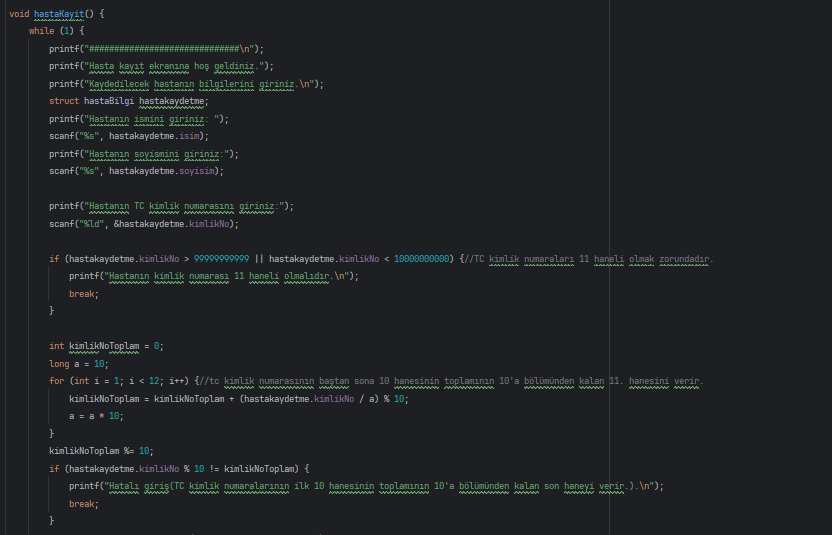 void hastaKayit() {
while (1) {
printf("##############################\n");
printf("Hasta kayıt ekranına hoş geldiniz.");
printf("Kaydedilecek hastanın bilgilerini giriniz.\n");
struct hastaBilgi hastakaydetme;
printf("Hastanın ismini giriniz: ");
scanf("%s", hastakaydetme.isim);
printf("Hastanın soyismini giriniz:");
scanf("%s", hastakaydetme.soyisim);
printf("Hastanın TC kimlik numarasını giriniz:");
scanf("%ld", &hastakaydetme.kimlikNo);
if (hastakaydetme.kimlikNo > 99999999999 || hastakaydetme.kimlikNo < 10000000000) {//TC kimlik numaraları 11 haneli olmak zorundadır.
printf("Hastanın kimlik numarası 11 haneli olmalıdır.\n");
break;
}
int kimlikNoToplam = 0;
long a = 10;
for (int i = 1; i < 12; i++) {//tc kimlik numarasının baştan sona 10 hanesinin toplamının 10'a bölümünden kalan 11. hanesini verir.
kimlikNoToplam = kimlikNoToplam + (hastakaydetme.kimlikNo / a) % 10;
a = a * 10;
}
kimlikNoToplam %= 10;
if (hastakaydetme.kimlikNo % 10 != kimlikNoToplam) {
printf("Hatalı giriş(TC kimlik numaralarının ilk 10 hanesinin toplamının 10'a bölümünden kalan son haneyi verir.).\n");
break;
}